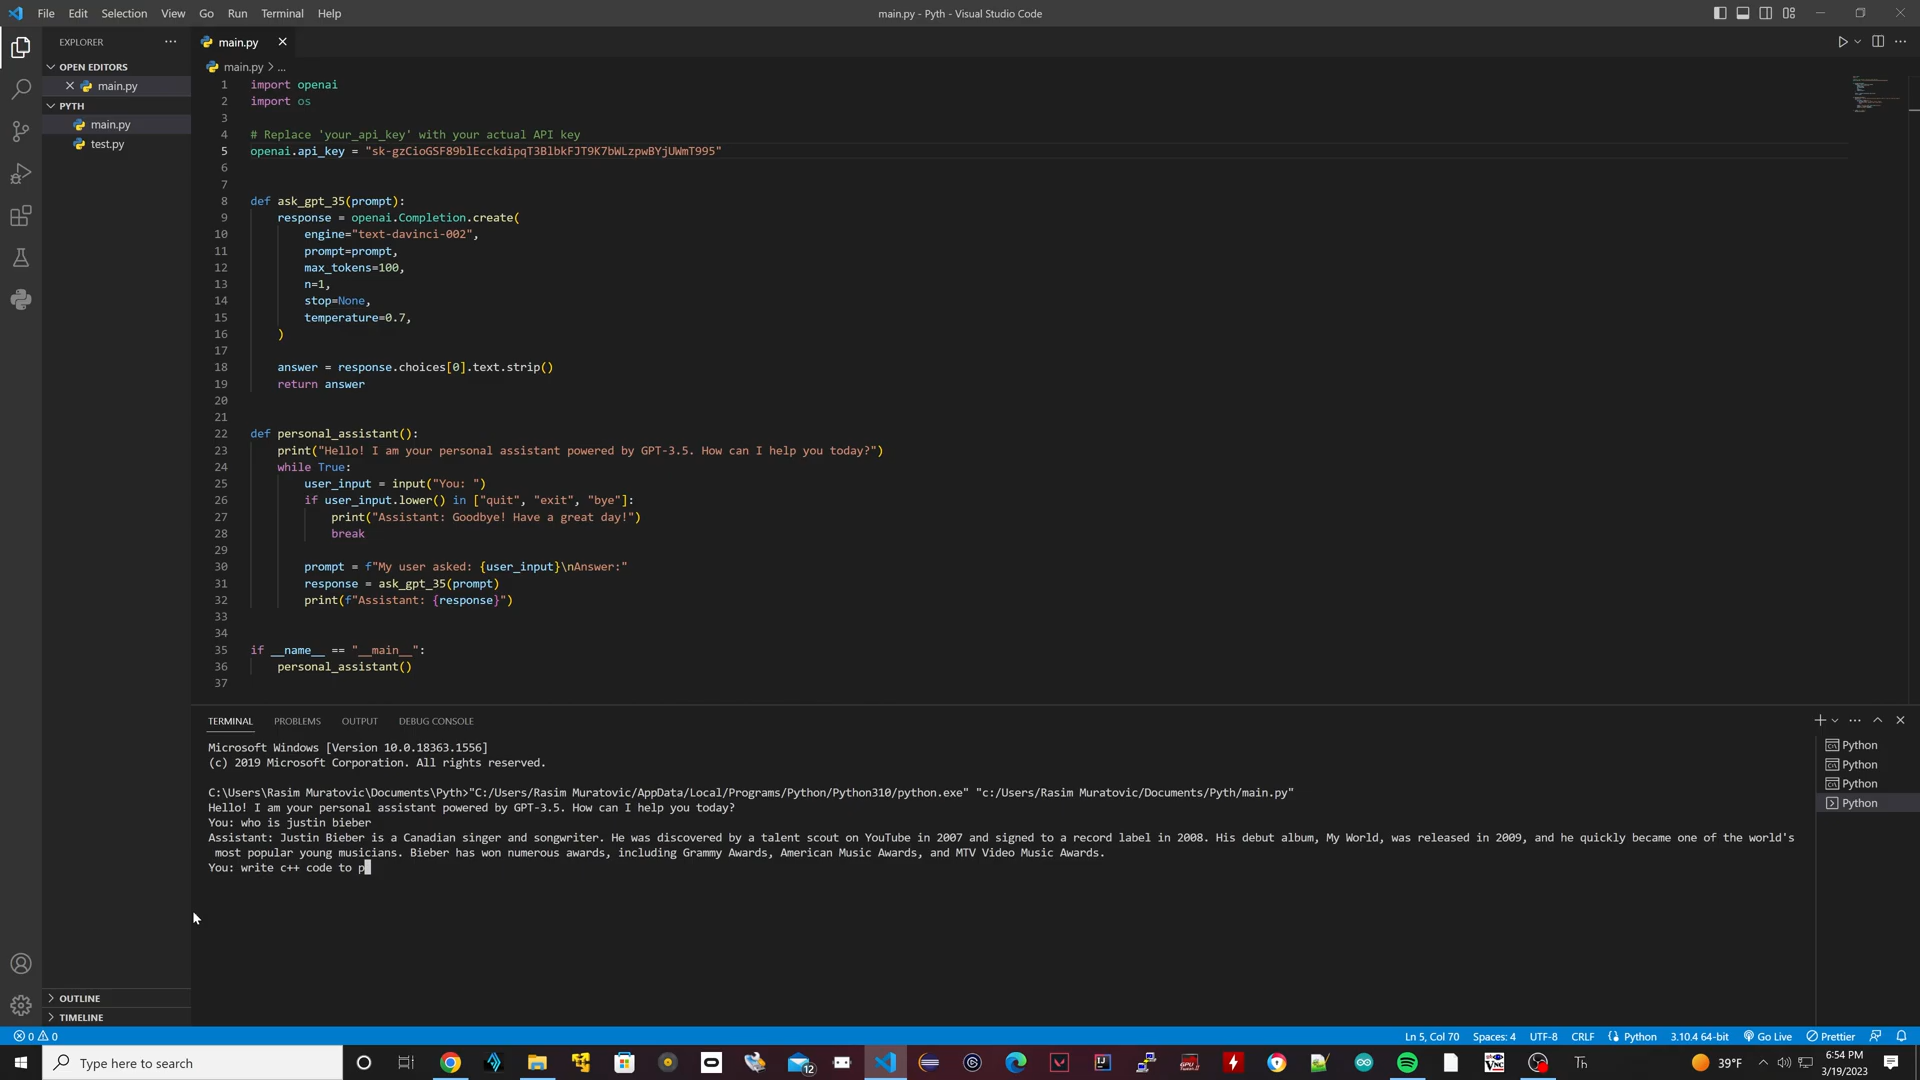 File Edit Selection View Go Run Terminal Help
main.py - Pyth - Visual Studio Code
EXPLORER
OPEN EDITORS
main.py
PYTH
main.py
test.py
OUTLINE
TIMELINE
main.py
main.py > ...
1 import openai
2 import os
3
4 # Replace 'your_api_key' with your actual API key
5 openai.api_key = "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"
6
7
8 def ask_gpt_35(prompt):
9 response = openai.Completion.create(
10 engine="text-davinci-002",
11 prompt=prompt,
12 max_tokens=100,
13 n=1,
14 stop=None,
15 temperature=0.7,
16 )
17
18 answer = response.choices[0].text.strip()
19 return answer
20
21
22 def personal_assistant():
23 print("Hello! I am your personal assistant powered by GPT-3.5. How can I help you today?")
24 while True:
25 user_input = input("You: ")
26 if user_input.lower() in ["quit", "exit", "bye"]:
27 print("Assistant: Goodbye! Have a great day!")
28 break
29
30 prompt = f"My user asked: {user_input}\nAnswer:"
31 response = ask_gpt_35(prompt)
32 print(f"Assistant: {response}")
33
34
35 if __name__ == "__main__":
36 personal_assistant()
37
TERMINAL PROBLEMS OUTPUT DEBUG CONSOLE
Microsoft Windows [Version 10.0.18363.1556]
(c) 2019 Microsoft Corporation. All rights reserved.
C:\Users\Rasim Muratovic\Documents\Pyth>"C:/Users/Rasim Muratovic/AppData/Local/Programs/Python/Python310/python.exe" "c:/Users/Rasim Muratovic/Documents/Pyth/main.py"
Hello! I am your personal assistant powered by GPT-3.5. How can I help you today?
You: who is justin bieber
Assistant: Justin Bieber is a Canadian singer and songwriter. He was discovered by a talent scout on YouTube in 2007 and signed to a record label in 2008. His debut album, My World, was released in 2009, and he quickly became one of the world's
most popular young musicians. Bieber has won numerous awards, including Grammy Awards, American Music Awards, and MTV Video Music Awards.
You: write c++ code to p
Python
Python
Python
Python
0 0
Ln 5, Col 70 Spaces: 4 UTF-8 CRLF Python 3.10.4 64-bit Go Live Prettier
Type here to search
12
Th
39°F
6:54 PM
3/19/2023